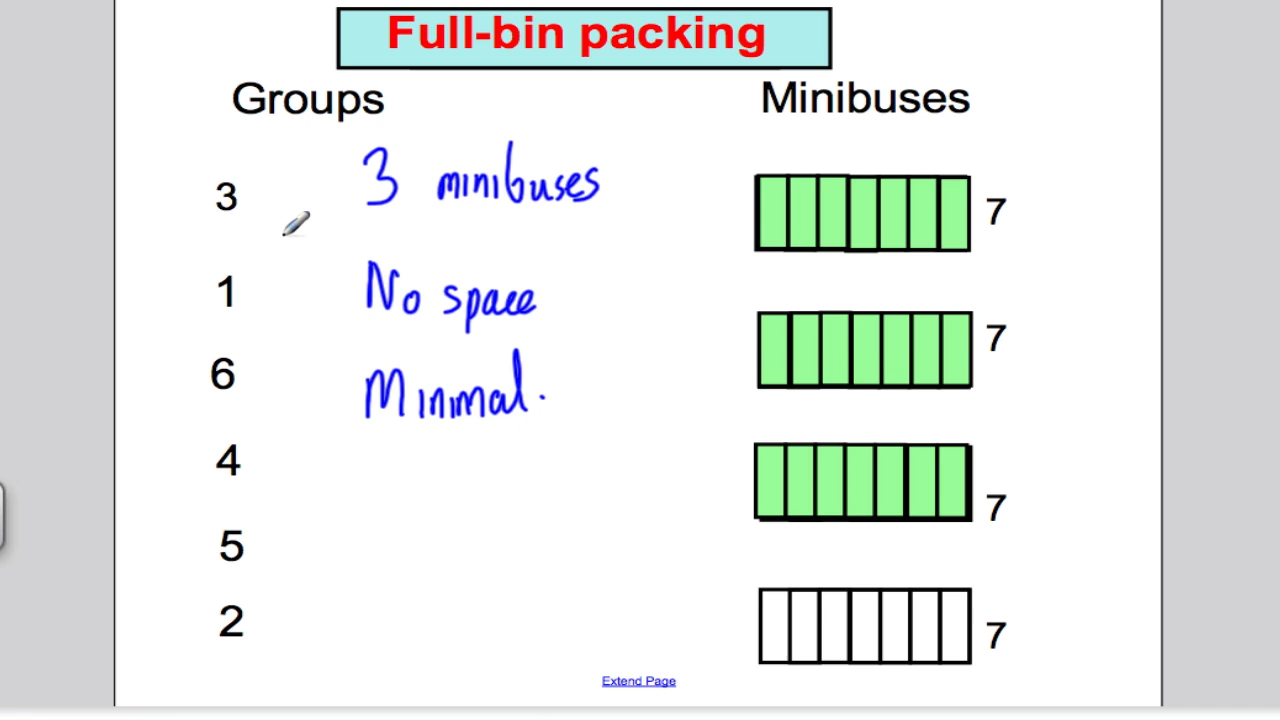 Full-bin packing
Groups
Minibuses
3
3 minibuses
7
1
No space
7
6
Minimal.
4
7
5
2
7
Extend Page